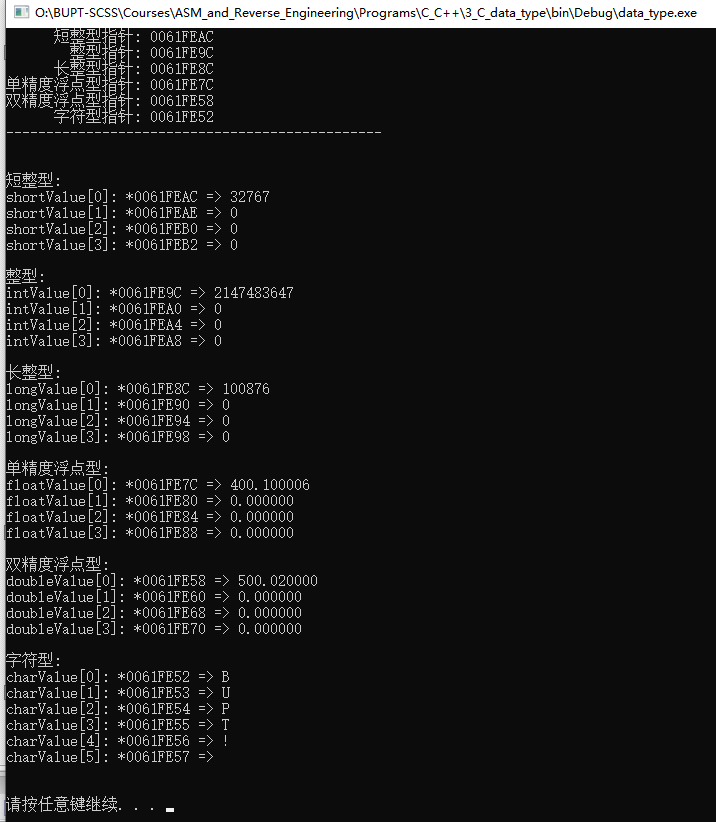 O:\BUPT-SCSS\Courses\ASM_and_Reverse_Engineering\Programs\C_C++\3_C_data_type\bin\Debug\data_type.exe
短整型指针: 0061FEAC
整型指针: 0061FE9C
长整型指针: 0061FE8C
单精度浮点型指针: 0061FE7C
双精度浮点型指针: 0061FE58
字符型指针: 0061FE52
-----------------------------------------------
短整型:
shortValue[0]: *0061FEAC => 32767
shortValue[1]: *0061FEAE => 0
shortValue[2]: *0061FEB0 => 0
shortValue[3]: *0061FEB2 => 0
整型:
intValue[0]: *0061FE9C => 2147483647
intValue[1]: *0061FEA0 => 0
intValue[2]: *0061FEA4 => 0
intValue[3]: *0061FEA8 => 0
长整型:
longValue[0]: *0061FE8C => 100876
longValue[1]: *0061FE90 => 0
longValue[2]: *0061FE94 => 0
longValue[3]: *0061FE98 => 0
单精度浮点型:
floatValue[0]: *0061FE7C => 400.100006
floatValue[1]: *0061FE80 => 0.000000
floatValue[2]: *0061FE84 => 0.000000
floatValue[3]: *0061FE88 => 0.000000
双精度浮点型:
doubleValue[0]: *0061FE58 => 500.020000
doubleValue[1]: *0061FE60 => 0.000000
doubleValue[2]: *0061FE68 => 0.000000
doubleValue[3]: *0061FE70 => 0.000000
字符型:
charValue[0]: *0061FE52 => B
charValue[1]: *0061FE53 => U
charValue[2]: *0061FE54 => P
charValue[3]: *0061FE55 => T
charValue[4]: *0061FE56 => !
charValue[5]: *0061FE57 =>
请按任意键继续. . .